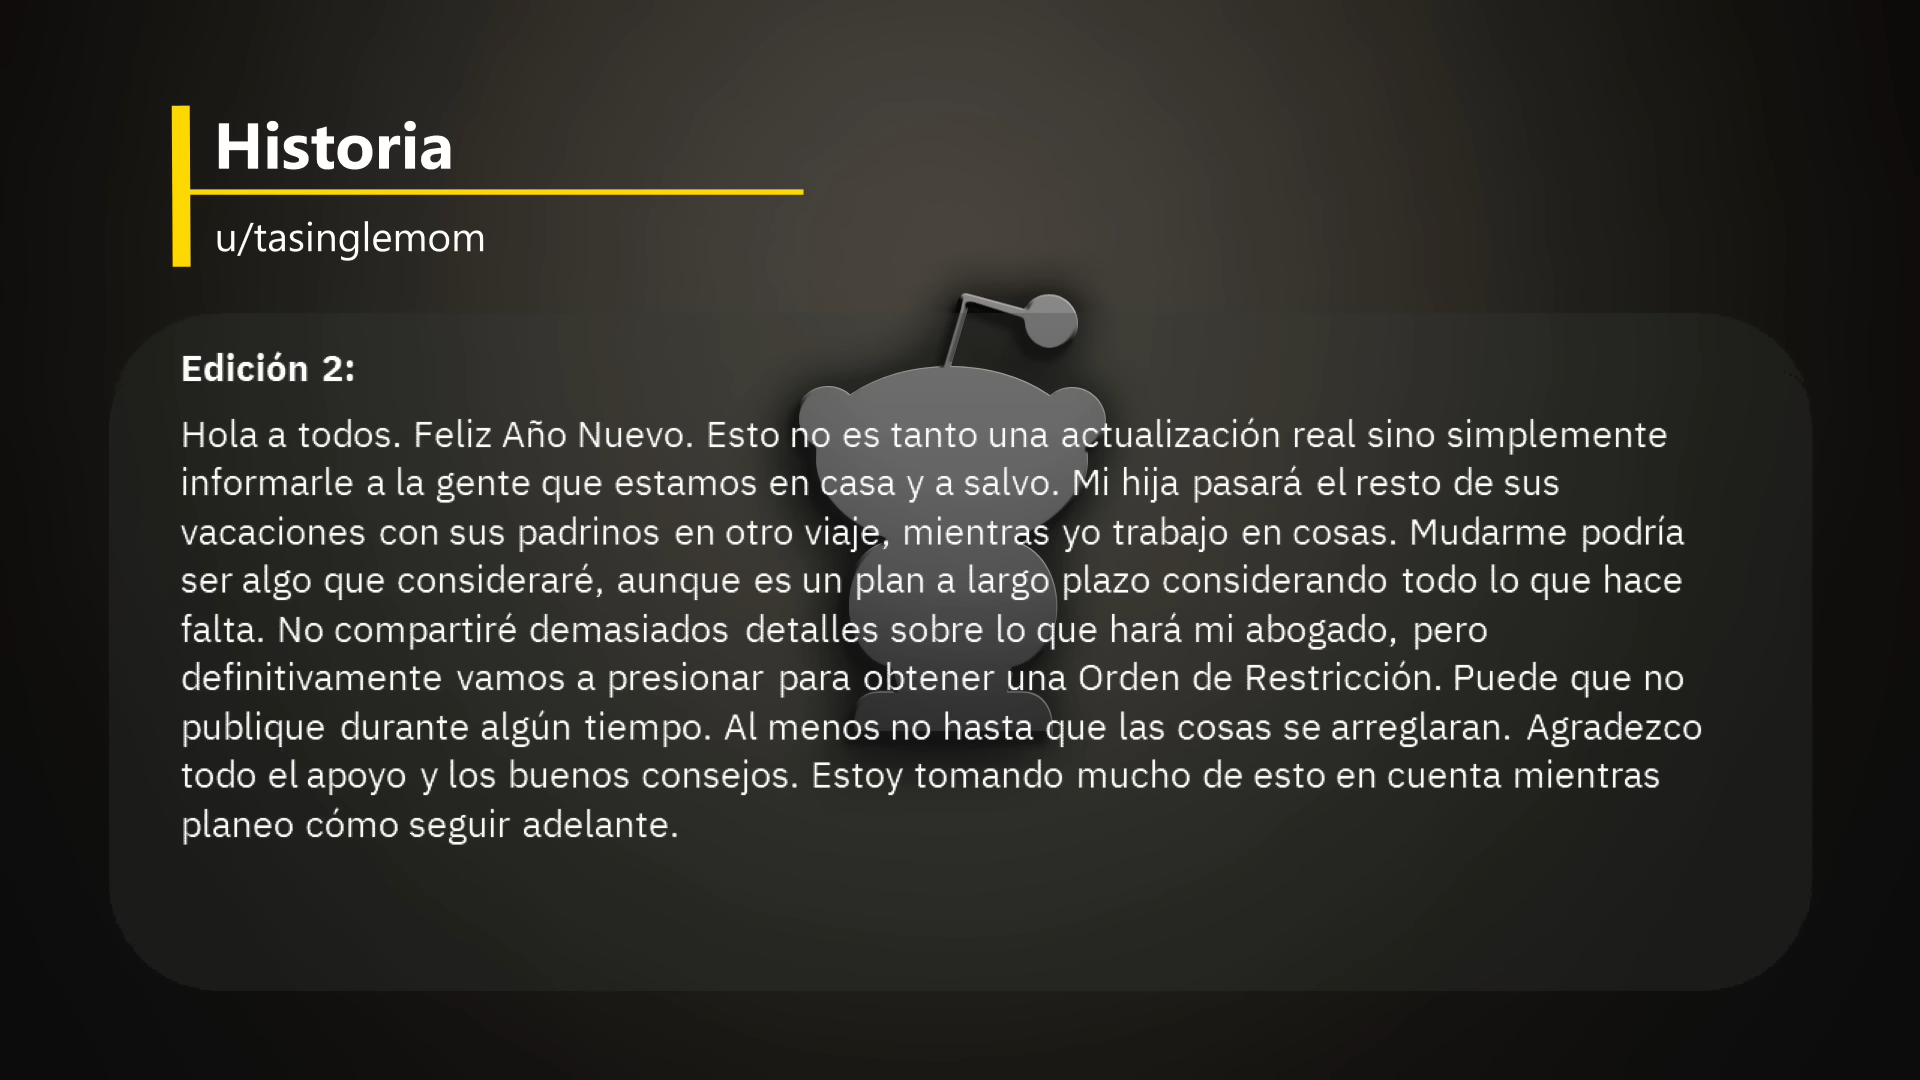 Historia
u/tasinglemom
Edición 2:
Hola a todos. Feliz Año Nuevo. Esto no es tanto una actualización real sino simplemente
informarle a la gente que estamos en casa y a salvo. Mi hija pasará el resto de sus
vacaciones con sus padrinos en otro viaje, mientras yo trabajo en cosas. Mudarme podría
ser algo que consideraré, aunque es un plan a largo plazo considerando todo lo que hace
falta. No compartiré demasiados detalles sobre lo que hará mi abogado, pero
definitivamente vamos a presionar para obtener una Orden de Restricción. Puede que no
publique durante algún tiempo. Al menos no hasta que las cosas se arreglaran. Agradezco
todo el apoyo y los buenos consejos. Estoy tomando mucho de esto en cuenta mientras
planeo cómo seguir adelante.